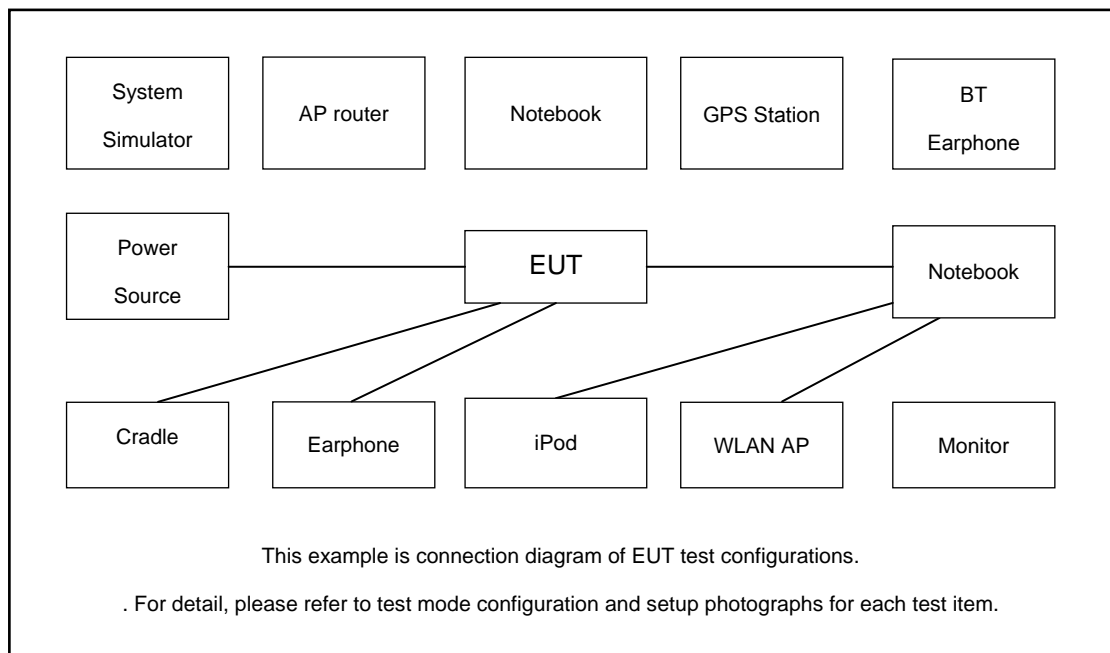 System
Simulator
AP router
Notebook
GPS Station
BT
Earphone
Power
Source
EUT
Notebook
Cradle
Earphone
iPod
WLAN AP
Monitor
This example is connection diagram of EUT test configurations.
. For detail, please refer to test mode configuration and setup photographs for each test item.